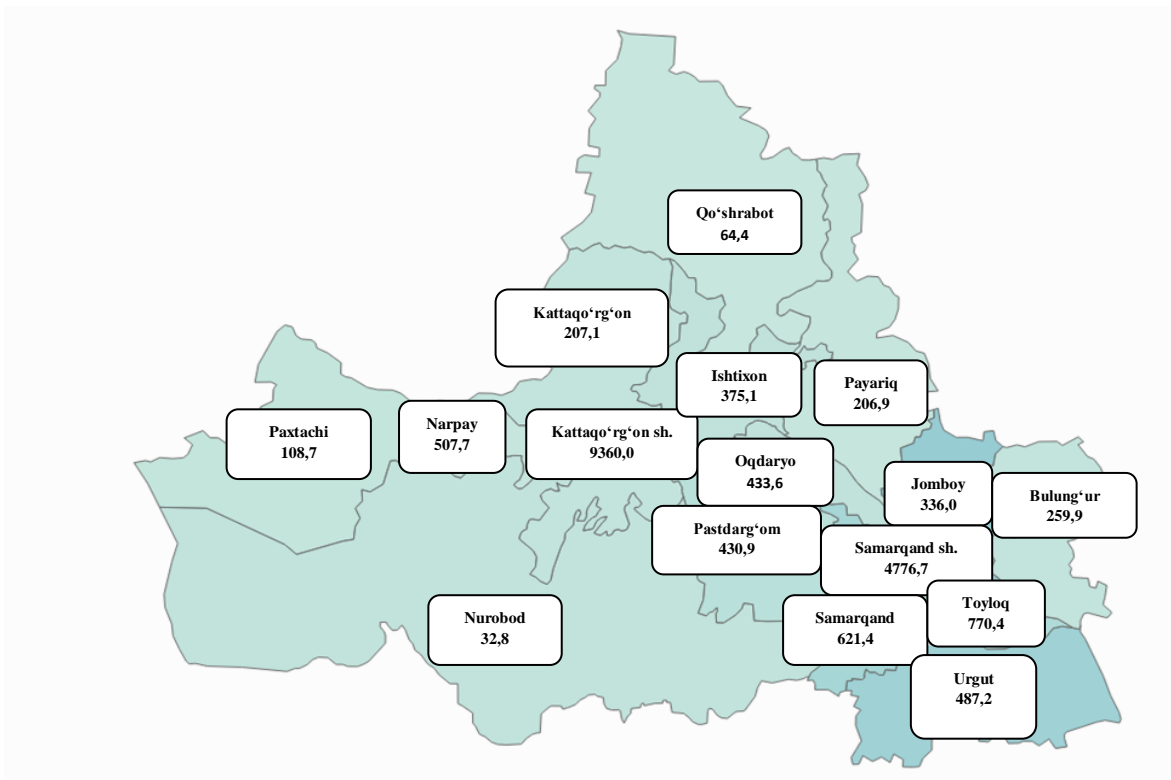 Qo‘shrabot
64,4
Kattaqo‘rg‘on
207,1
Ishtixon
375,1
Payariq
206,9
Paxtachi
108,7
Narpay
507,7
Kattaqo‘rg‘on sh.
9360,0
Oqdaryo
433,6
Jomboy
336,0
Bulung‘ur
259,9
Pastdarg‘om
430,9
Samarqand sh.
4776,7
Nurobod
32,8
Samarqand
621,4
Toyloq
770,4
Urgut
487,2